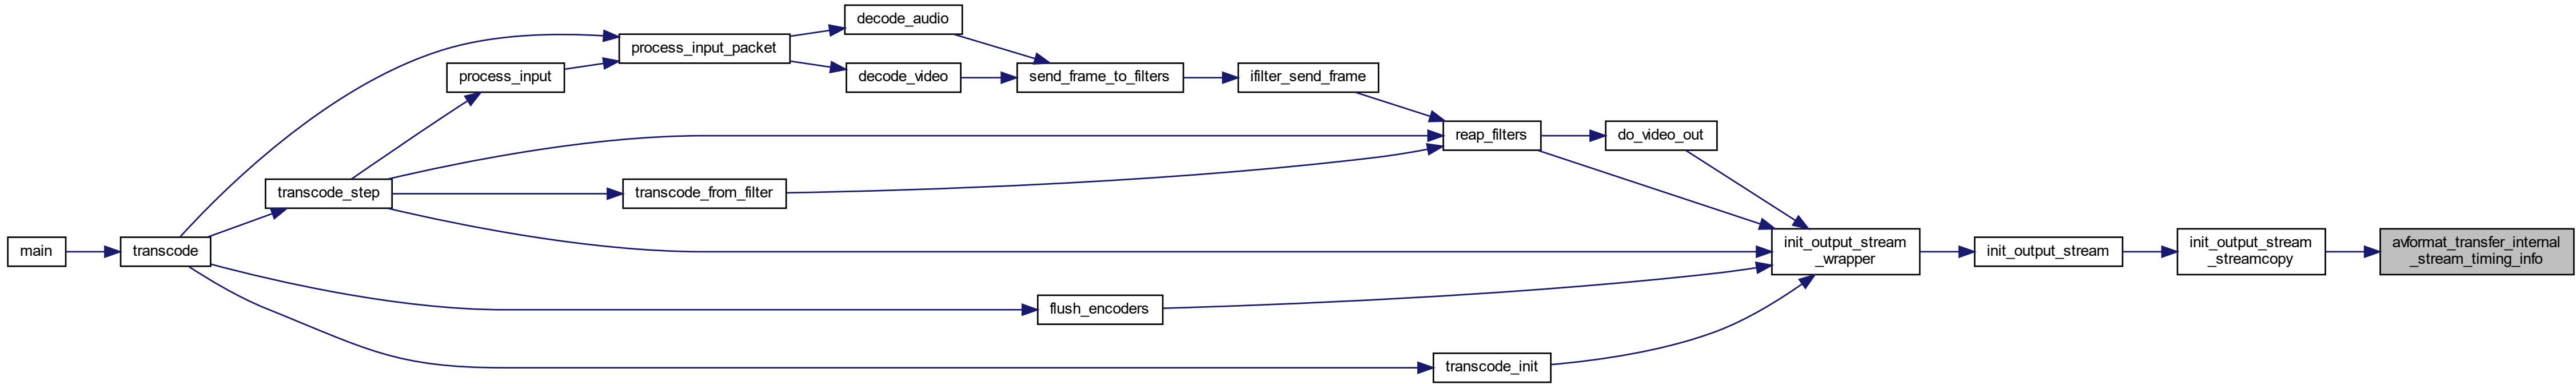 main
transcode
transcode_step
process_input
process_input_packet
decode_audio
decode_video
send_frame_to_filters
ifilter_send_frame
reap_filters
do_video_out
transcode_from_filter
flush_encoders
transcode_init
init_output_stream
_wrapper
init_output_stream
init_output_stream
_streamcopy
avformat_transfer_internal
_stream_timing_info